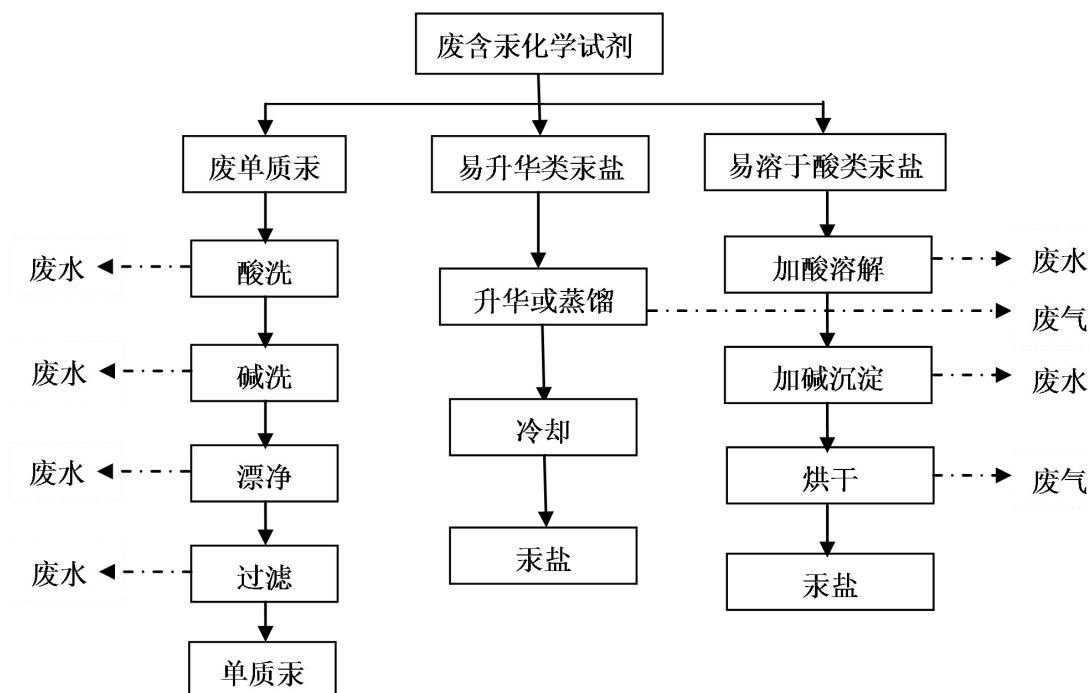 废含汞化学试剂
废单质汞
易升华类汞盐
易溶于酸类汞盐
废水
酸洗
加酸溶解
废水
升华或蒸馏
废气
废水
碱洗
加碱沉淀
废水
冷却
废水
漂净
烘干
废气
汞盐
废水
过滤
汞盐
单质汞